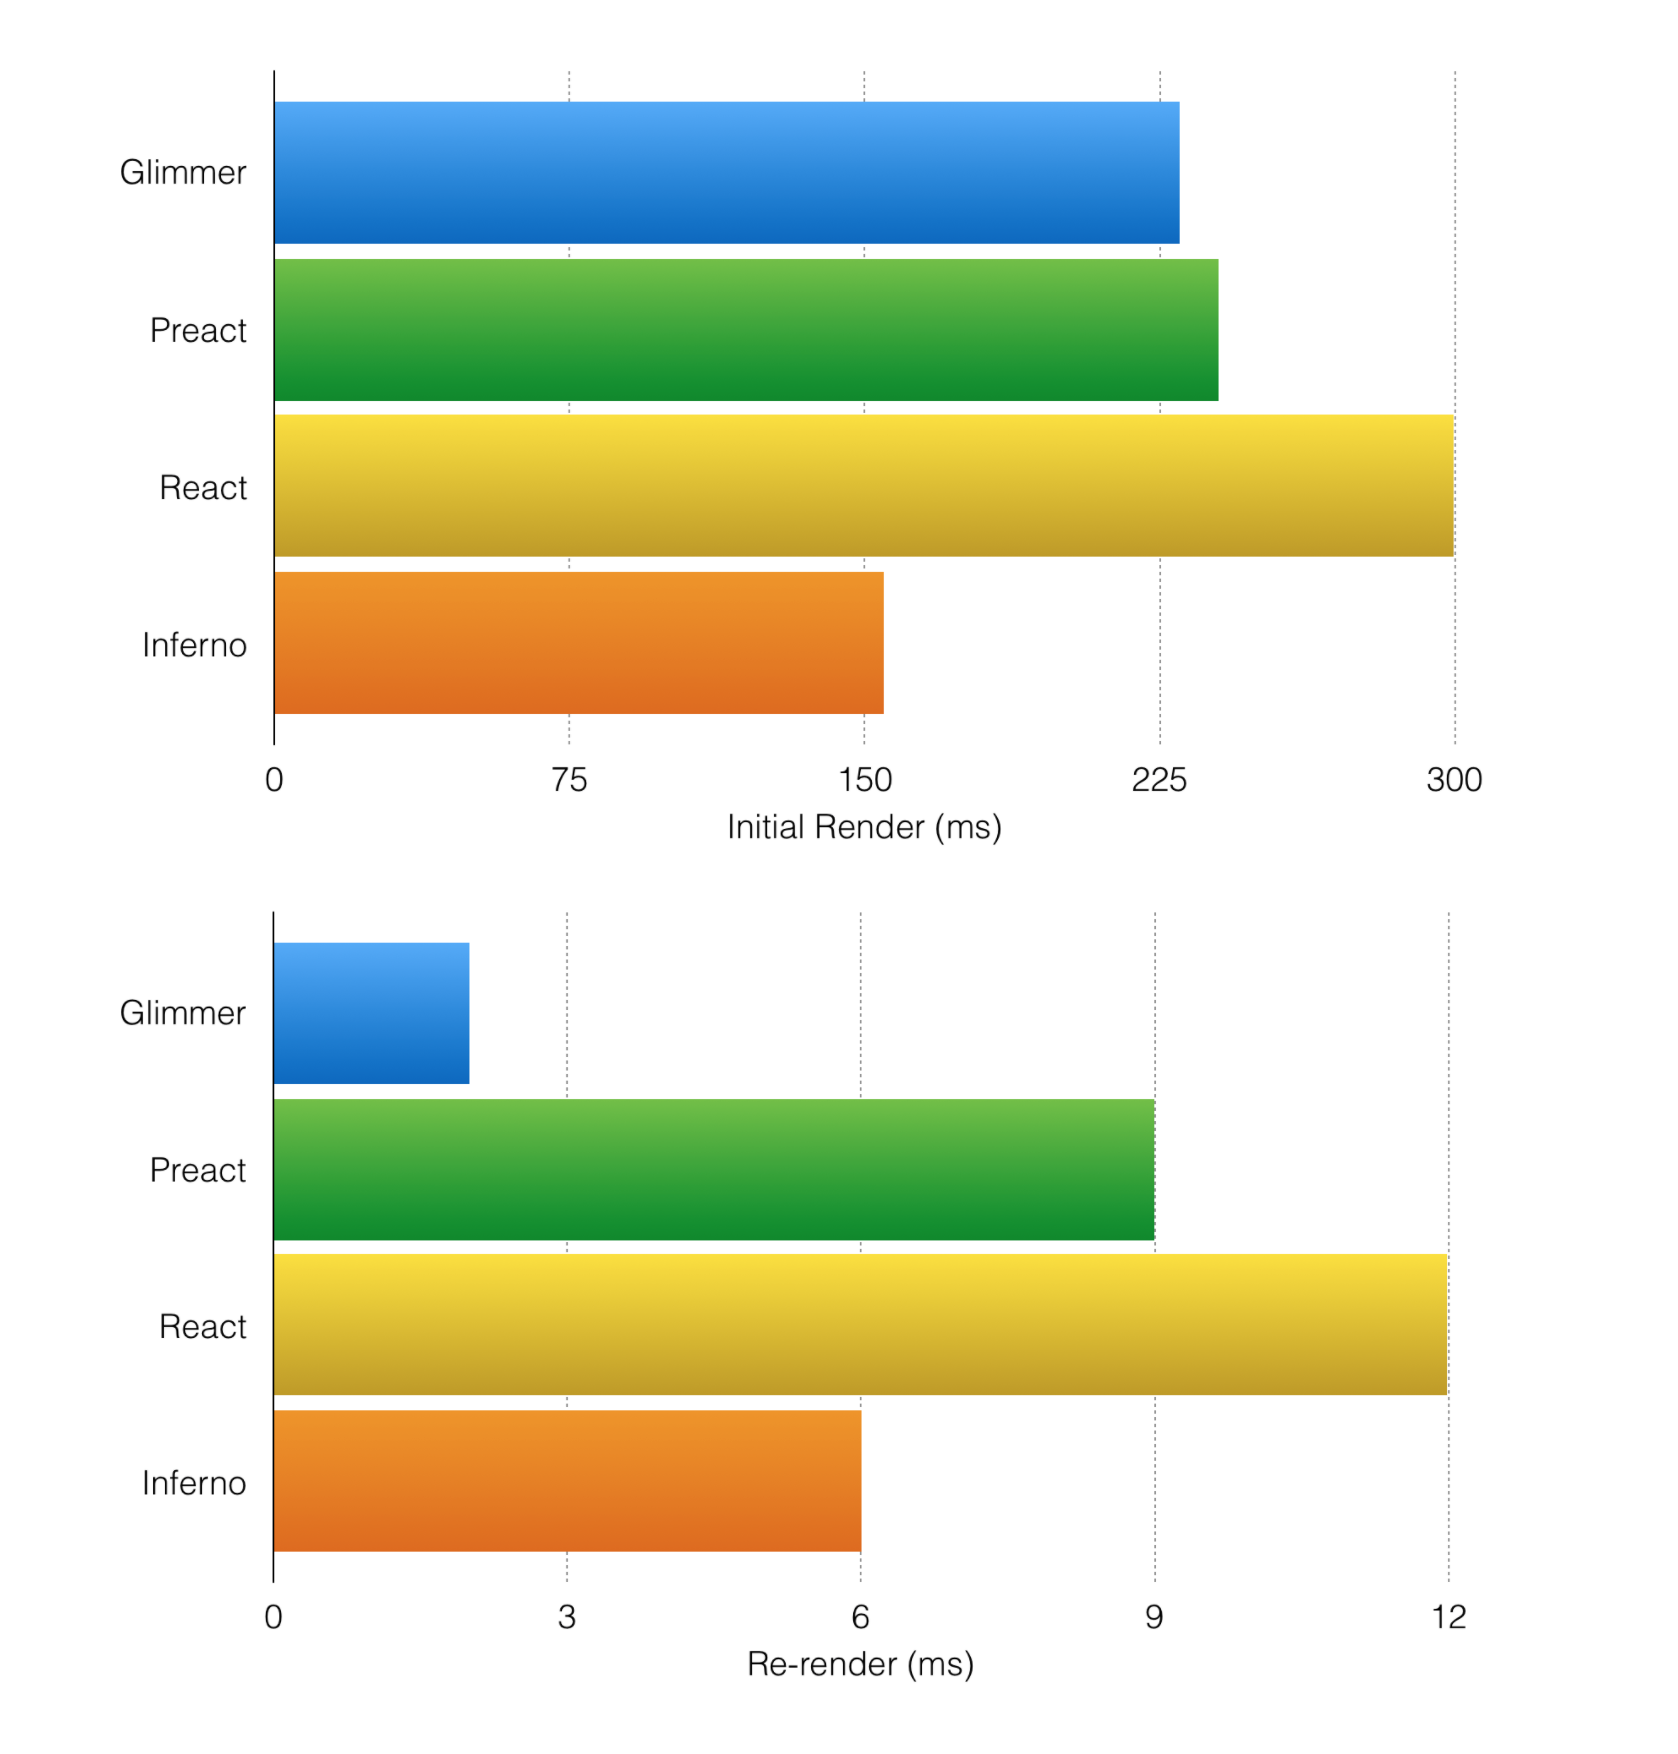 Glimmer
Preact
React
Inferno
0 75 150 225 300
Initial Render (ms)
Glimmer
Preact
React
Inferno
0 3 6 9 12
Re-render (ms)